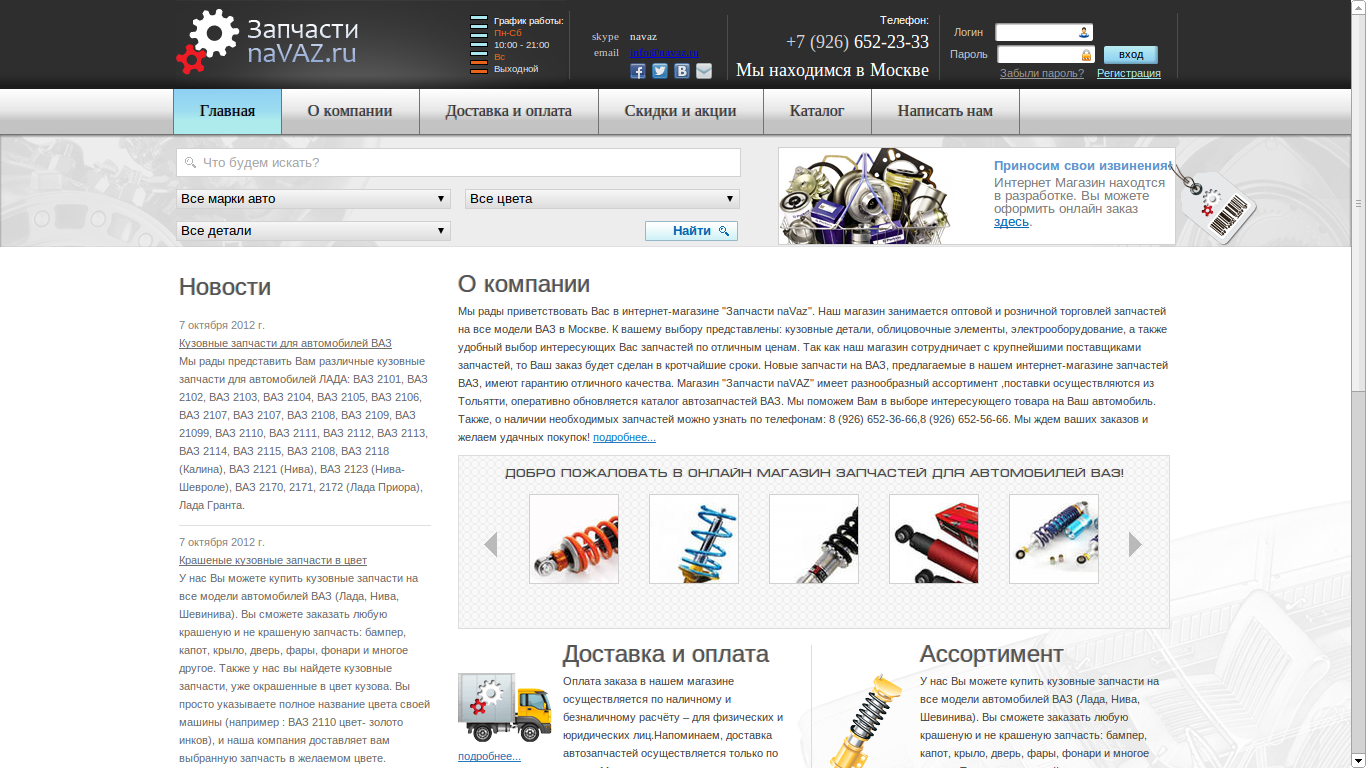 Запчасти
naVAZ.ru
График работы:
Пн-Сб
10:00 - 21:00
Вс
Выходной
skype navaz
email info@navaz.ru
Телефон:
+7 (926) 652-23-33
Мы находимся в Москве
Логин
Пароль
вход
Забыли пароль? Регистрация
Главная О компании Доставка и оплата Скидки и акции Каталог Написать нам
Что будем искать?
Все марки авто
Все цвета
Все детали
Найти
Приносим свои извинения!
Интернет Магазин находтся
в разработке. Вы можете
оформить онлайн заказ
здесь.
Новости
7 октября 2012 г.
Кузовные запчасти для автомобилей ВАЗ
Мы рады представить Вам различные кузовные
запчасти для автомобилей ЛАДА: ВАЗ 2101, ВАЗ
2102, ВАЗ 2103, ВАЗ 2104, ВАЗ 2105, ВАЗ 2106,
ВАЗ 2107, ВАЗ 2107, ВАЗ 2108, ВАЗ 2109, ВАЗ
21099, ВАЗ 2110, ВАЗ 2111, ВАЗ 2112, ВАЗ 2113,
ВАЗ 2114, ВАЗ 2115, ВАЗ 2108, ВАЗ 2118
(Калина), ВАЗ 2121 (Нива), ВАЗ 2123 (Нива-
Шевроле), ВАЗ 2170, 2171, 2172 (Лада Приора),
Лада Гранта.
7 октября 2012 г.
Крашеные кузовные запчасти в цвет
У нас Вы можете купить кузовные запчасти на
все модели автомобилей ВАЗ (Лада, Нива,
Шевинива). Вы сможете заказать любую
крашеную и не крашеную запчасть: бампер,
капот, крыло, дверь, фары, фонари и многое
другое. Также у нас вы найдете кузовные
запчасти, уже окрашенные в цвет кузова. Вы
просто указываете полное название цвета своей
машины (например : ВАЗ 2110 цвет- золото
инков), и наша компания доставляет вам
выбранную запчасть в желаемом цвете.
О компании
Мы рады приветствовать Вас в интернет-магазине "Запчасти naVaz". Наш магазин занимается оптовой и розничной торговлей запчастей
на все модели ВАЗ в Москве. К вашему выбору представлены: кузовные детали, облицовочные элементы, электрооборудование, а также
удобный выбор интересующих Вас запчастей по отличным ценам. Так как наш магазин сотрудничает с крупнейшими поставщиками
запчастей, то Ваш заказ будет сделан в кротчайшие сроки. Новые запчасти на ВАЗ, предлагаемые в нашем интернет-магазине запчастей
ВАЗ, имеют гарантию отличного качества. Магазин "Запчасти naVAZ" имеет разнообразный ассортимент ,поставки осуществляются из
Тольятти, оперативно обновляется каталог автозапчастей ВАЗ. Мы поможем Вам в выборе интересующего товара на Ваш автомобиль.
Также, о наличии необходимых запчастей можно узнать по телефонам: 8 (926) 652-36-66,8 (926) 652-56-66. Мы ждем ваших заказов и
желаем удачных покупок! подробнее...
ДОБРО ПОЖАЛОВАТЬ В ОНЛАЙН МАГАЗИН ЗАПЧАСТЕЙ ДЛЯ АВТОМОБИЛЕЙ ВАЗ!
Доставка и оплата
Оплата заказа в нашем магазине
осуществляется по наличному и
безналичному расчёту – для физических и
юридических лиц.Напоминаем, доставка
автозапчастей осуществляется только по
подробнее...
Ассортимент
У нас Вы можете купить кузовные запчасти на
все модели автомобилей ВАЗ (Лада, Нива,
Шевинива). Вы сможете заказать любую
крашеную и не крашеную запчасть: бампер,
капот, крыло, дверь, фары, фонари и многое